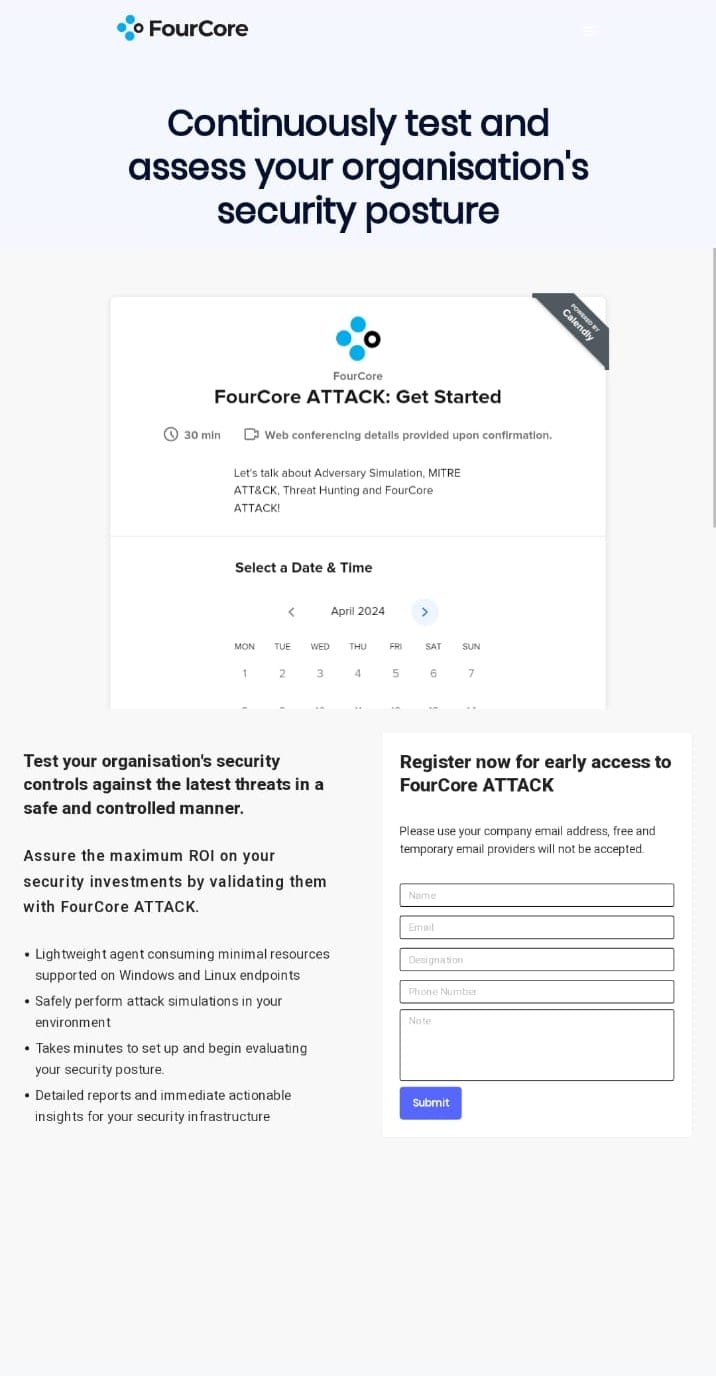 FourCore
Continuously test and
assess your organisation's
security posture
POWERED BY
Calendly
FourCore
FourCore ATTACK: Get Started
30 min
Web conferencing details provided upon confirmation.
Let's talk about Adversary Simulation, MITRE
ATT&CK, Threat Hunting and FourCore
ATTACK!
Select a Date & Time
April 2024
MON TUE WED THU FRI SAT SUN
1 2 3 4 5 6 7
Test your organisation's security
controls against the latest threats in a
safe and controlled manner.
Assure the maximum ROI on your
security investments by validating them
with FourCore ATTACK.
• Lightweight agent consuming minimal resources
supported on Windows and Linux endpoints
• Safely perform attack simulations in your
environment
• Takes minutes to set up and begin evaluating
your security posture.
• Detailed reports and immediate actionable
insights for your security infrastructure
Register now for early access to
FourCore ATTACK
Please use your company email address, free and
temporary email providers will not be accepted.
Name
Email
Designation
Phone Number
Note
Submit